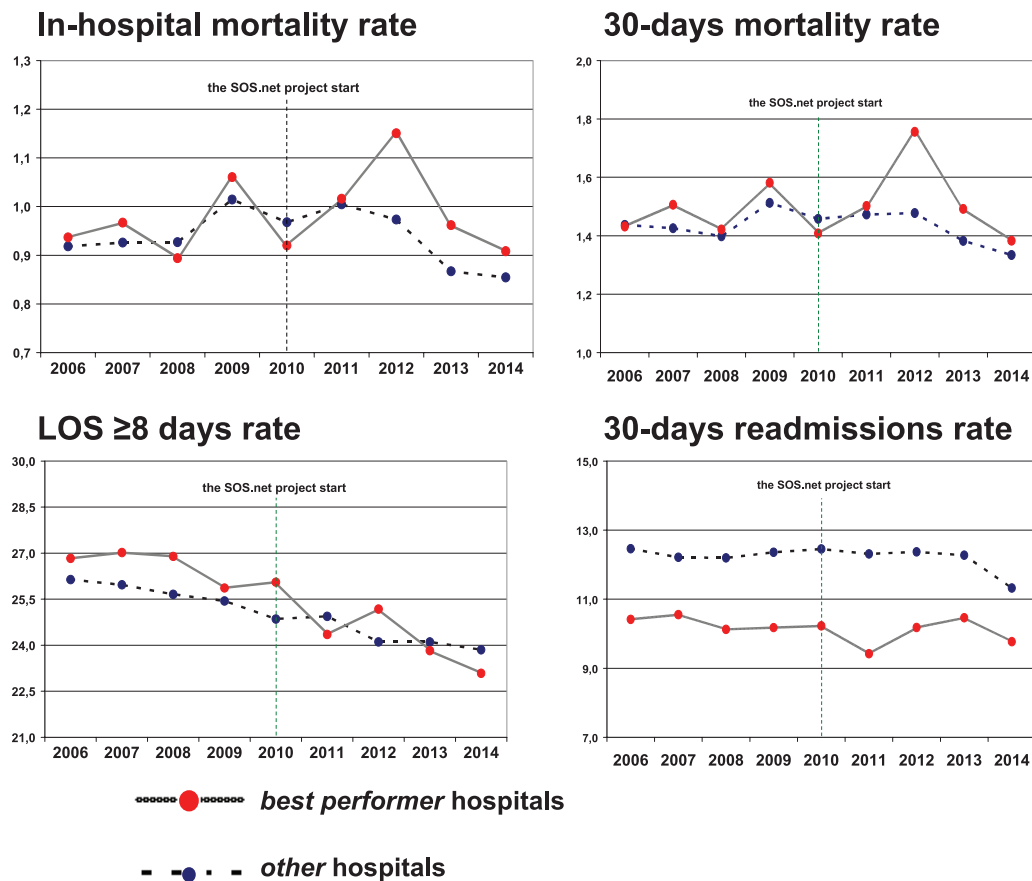 In-hospital mortality rate
1,3
1,2
1,1
1,0
0,9
0,8
0,7
the SOS.net project start
2006 2007 2008 2009 2010 2011 2012 2013 2014
30-days mortality rate
2,0
1,8
1,6
1,4
1,2
1,0
the SOS.net project start
2006 2007 2008 2009 2010 2011 2012 2013 2014
LOS ≥8 days rate
30,0
28,5
27,0
25,5
24,0
22,5
21,0
the SOS.net project start
2006 2007 2008 2009 2010 2011 2012 2013 2014
30-days readmissions rate
15,0
13,0
11,0
9,0
7,0
the SOS.net project start
2006 2007 2008 2009 2010 2011 2012 2013 2014
best performer hospitals
other hospitals